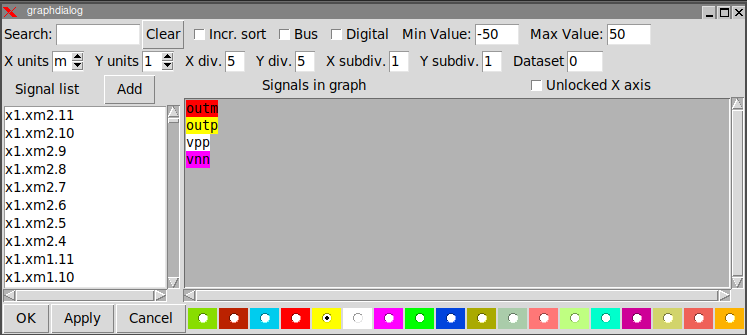 graphdialog
Search: Clear Incr. sort Bus Digital Min Value: -50 Max Value: 50
X units m Y units 1 X div. 5 Y div. 5 X subdiv. 1 Y subdiv. 1 Dataset 0
Signal list Add Signals in graph Unlocked X axis
x1.xm2.11
x1.xm2.10
x1.xm2.9
x1.xm2.8
x1.xm2.7
x1.xm2.6
x1.xm2.5
x1.xm2.4
x1.xm1.11
x1.xm1.10
outm
outp
vpp
vnn
OK Apply Cancel